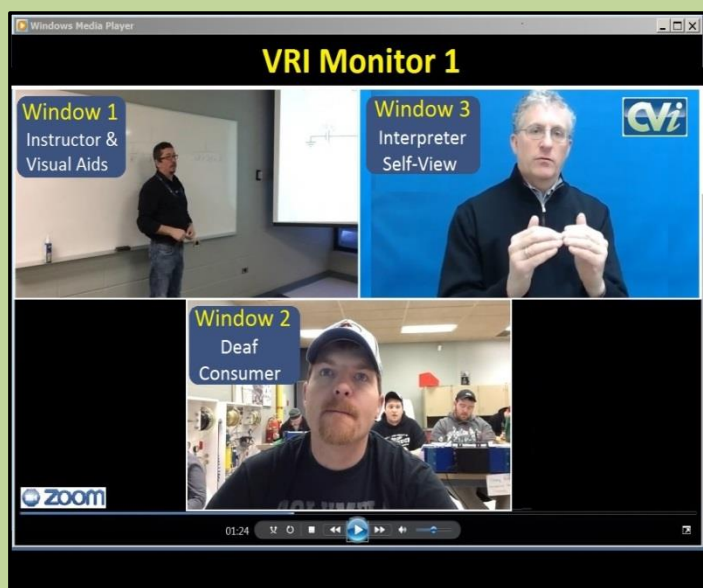 Windows Media Player
VRI Monitor 1
Window 1
Instructor &
Visual Aids
Window 3
Interpreter
Self-View
CVi
Window 2
Deaf
Consumer
zoom
01:24